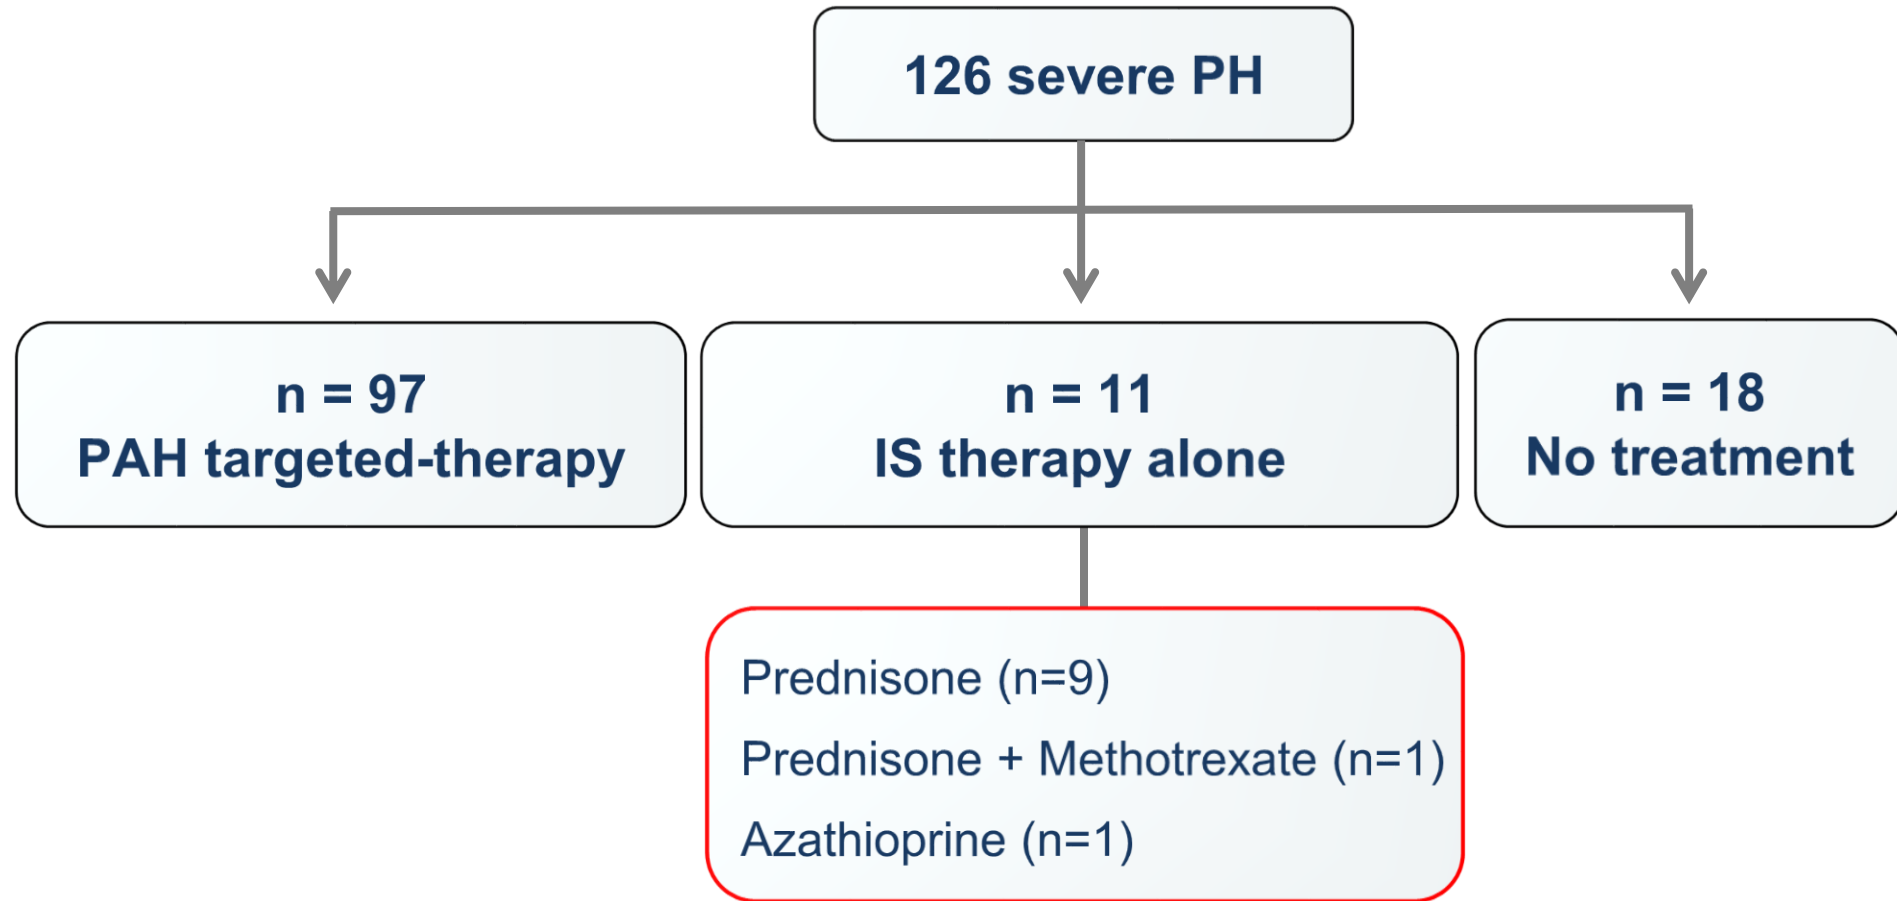 126 severe PH
n = 97
PAH targeted-therapy
n = 11
IS therapy alone
n = 18
No treatment
Prednisone (n=9)
Prednisone + Methotrexate (n=1)
Azathioprine (n=1)